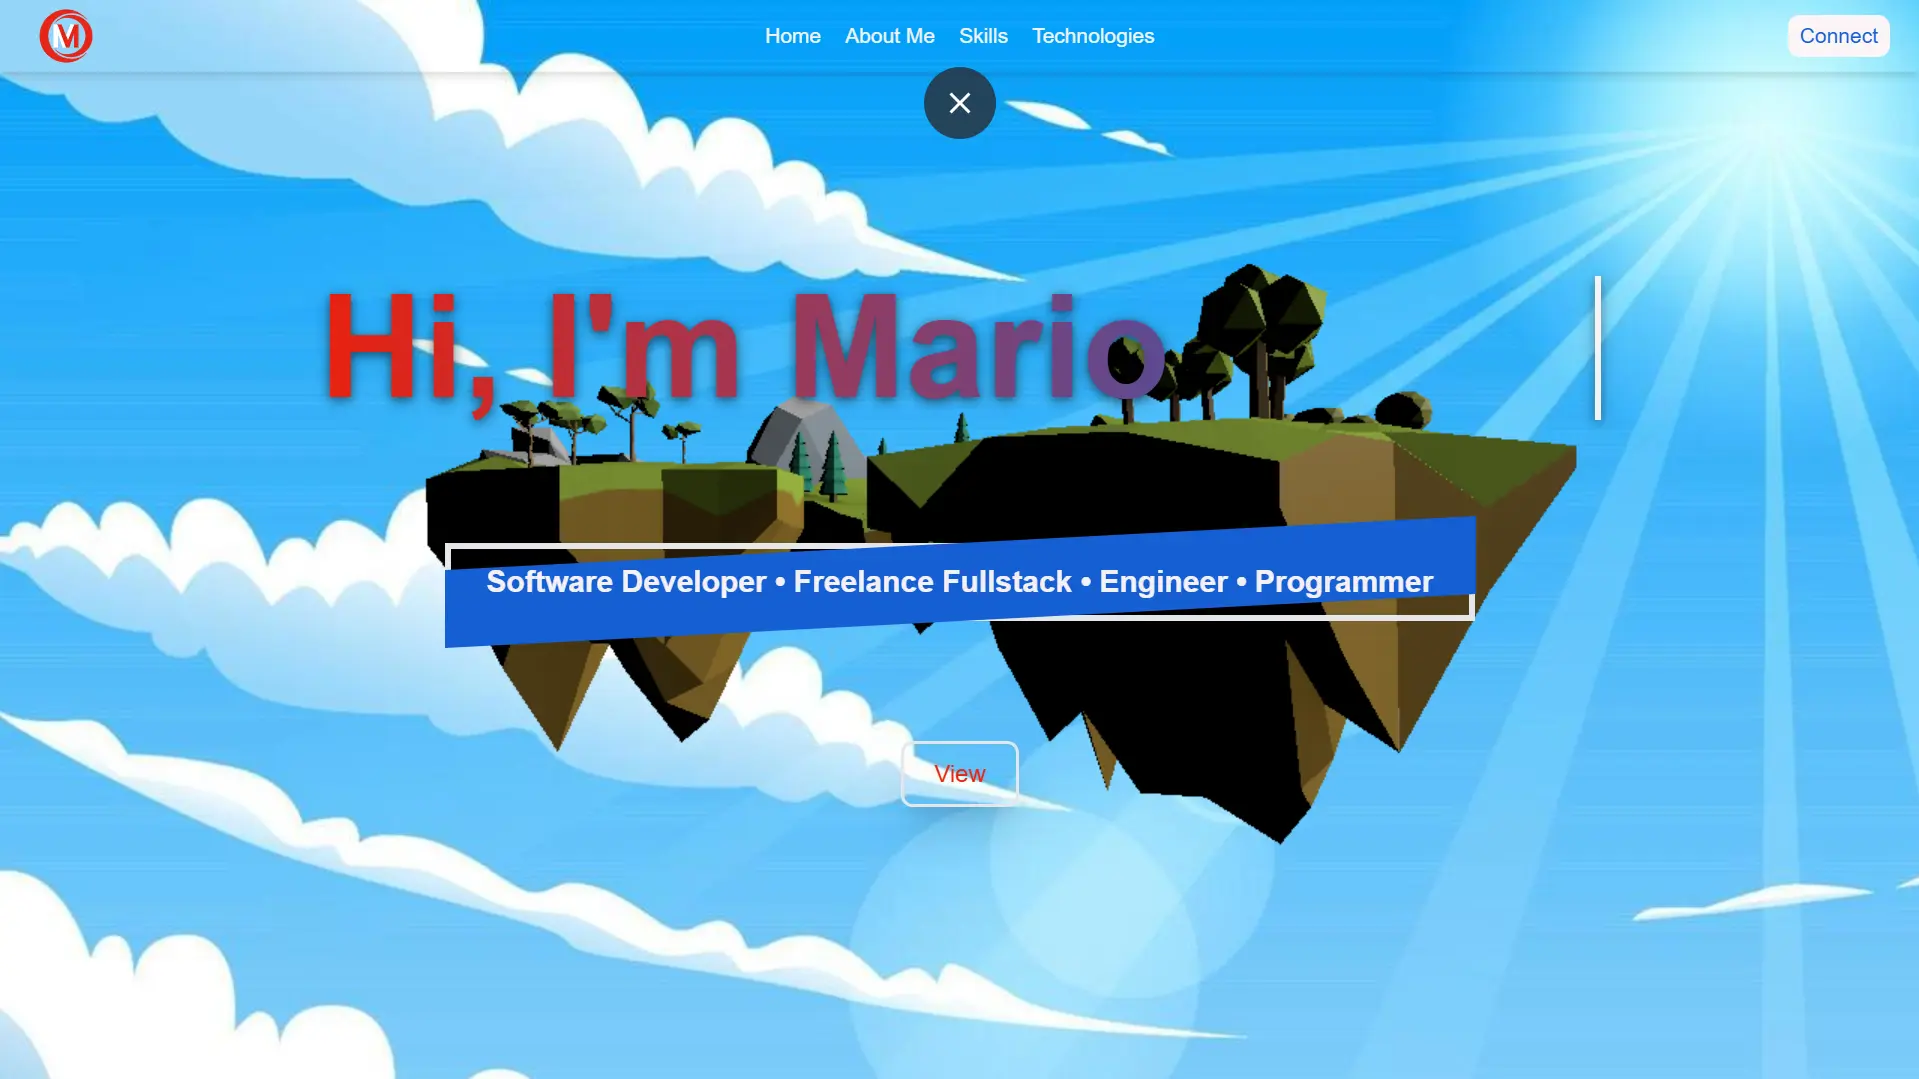 M
Home About Me Skills Technologies
Connect
Hi, I'm Mario
Software Developer • Freelance Fullstack • Engineer • Programmer
View